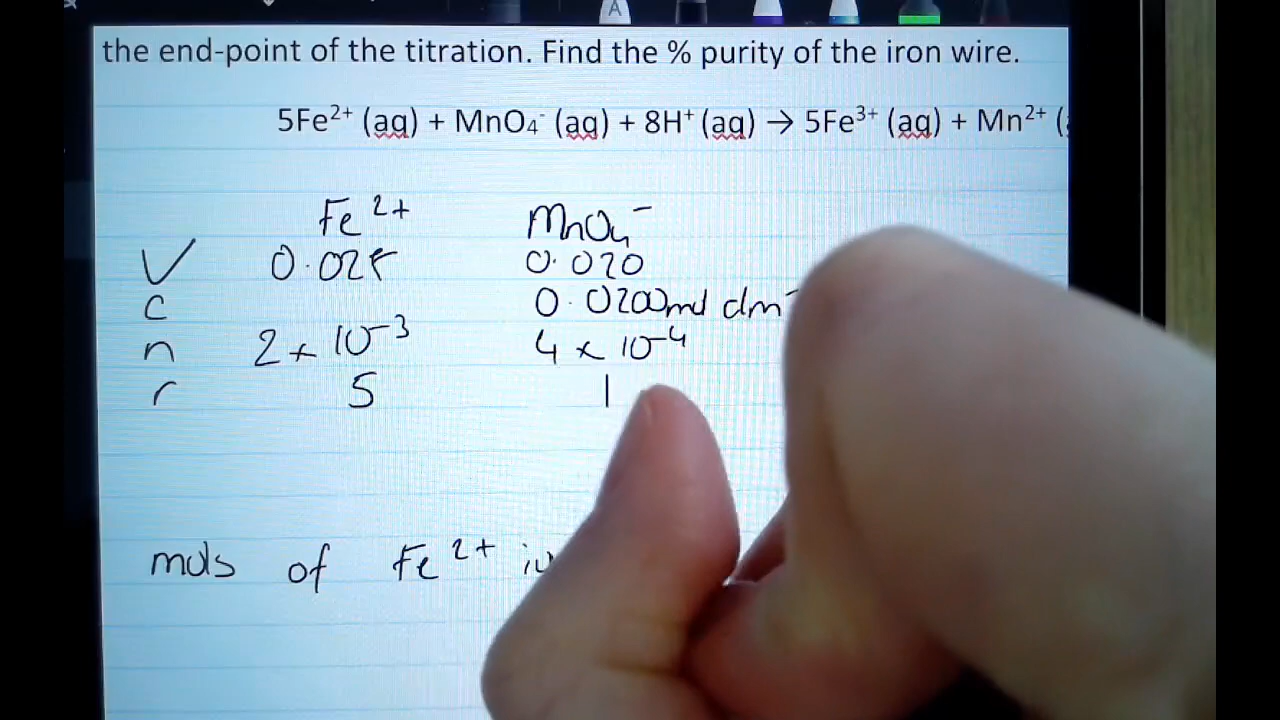 A
the end-point of the titration. Find the % purity of the iron wire.
5Fe²⁺ (aq) + MnO₄⁻ (aq) + 8H⁺ (aq) → 5Fe³⁺ (aq) + Mn²⁺ (
Fe²⁺ MnO₄⁻
V 0.025 0.020
c 0.0200mol dm⁻
n 2 × 10⁻³ 4 × 10⁻⁴
r 5 1
mols of Fe²⁺ in